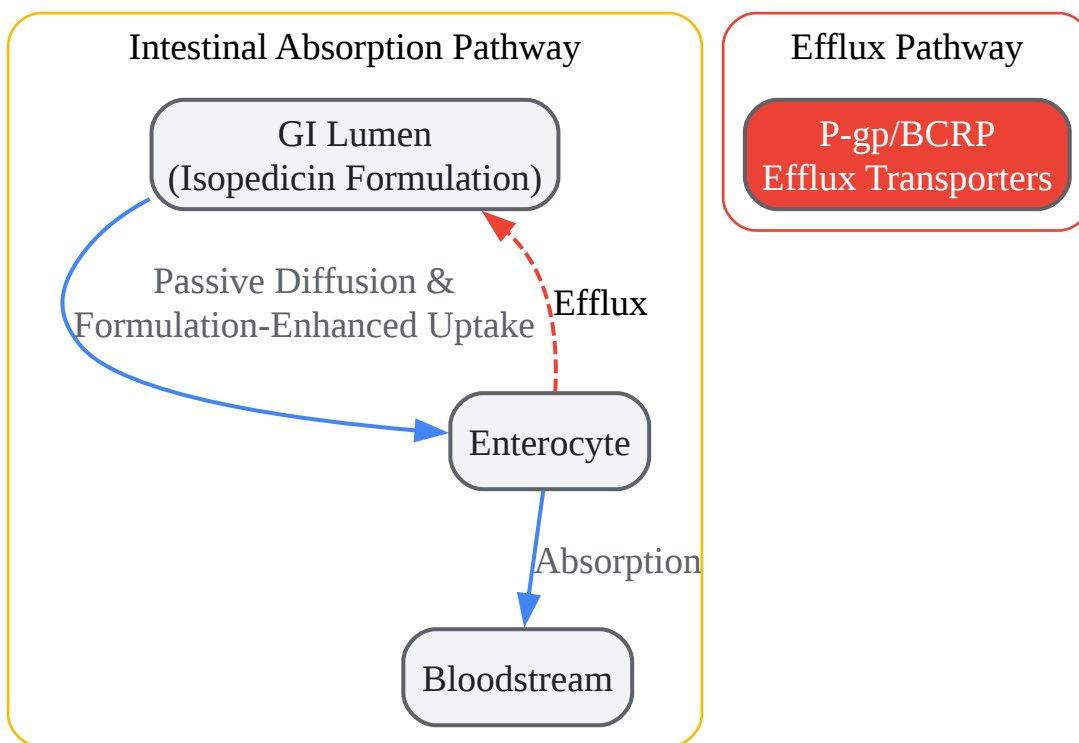 Intestinal Absorption Pathway
GI Lumen
(Isopedicin Formulation)
Passive Diffusion &
Formulation-Enhanced Uptake
Efflux
Enterocyte
Absorption
Bloodstream
Efflux Pathway
P-gp/BCRP
Efflux Transporters